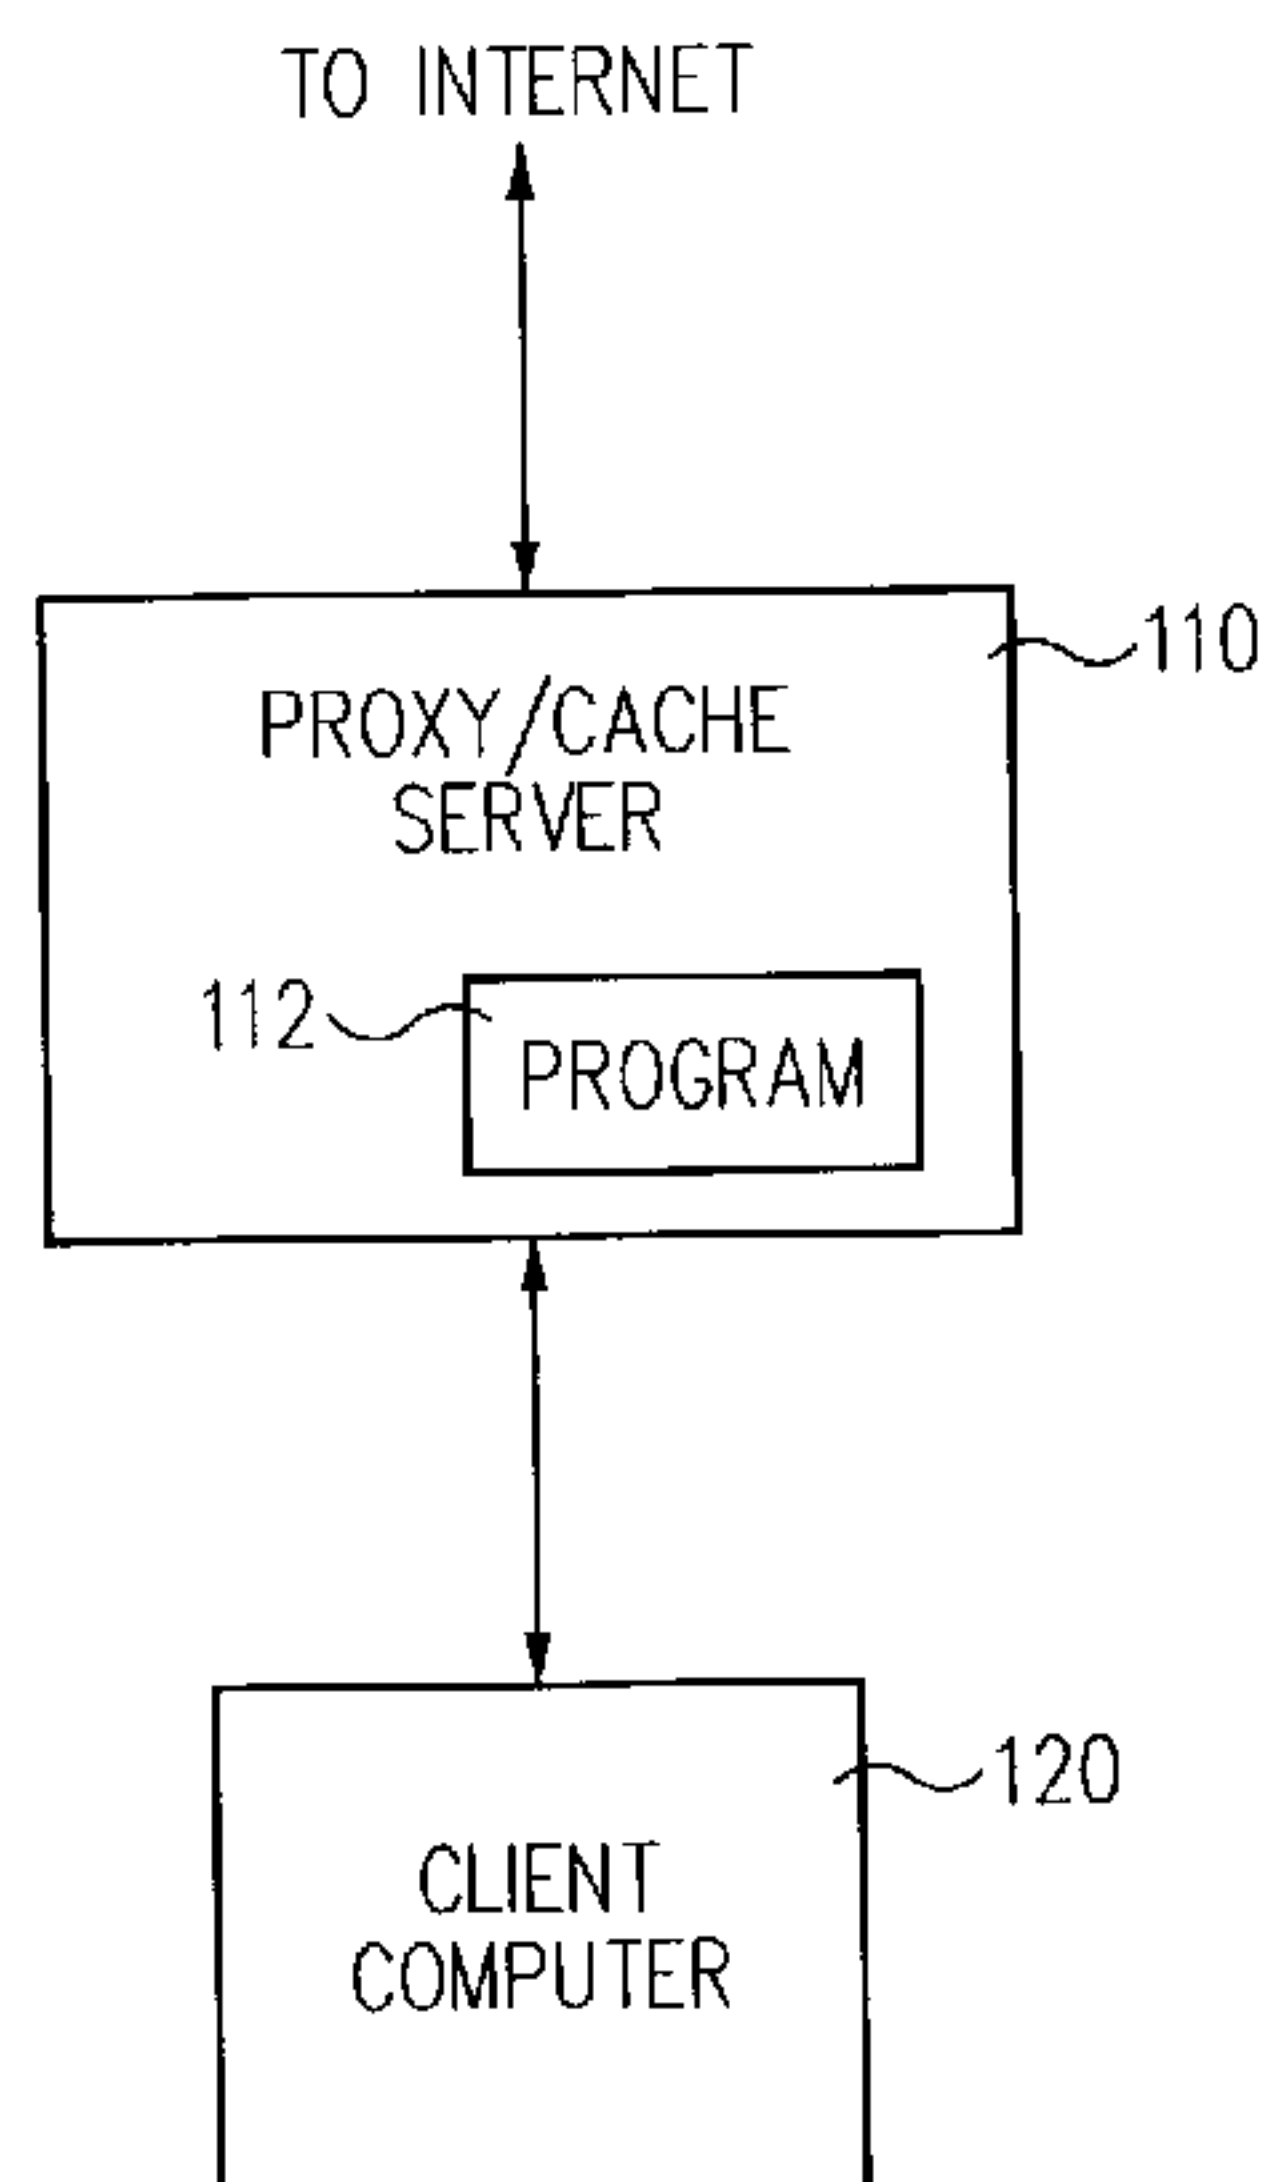 TO INTERNET
110
PROXY/CACHE
SERVER
112
PROGRAM
120
CLIENT
COMPUTER